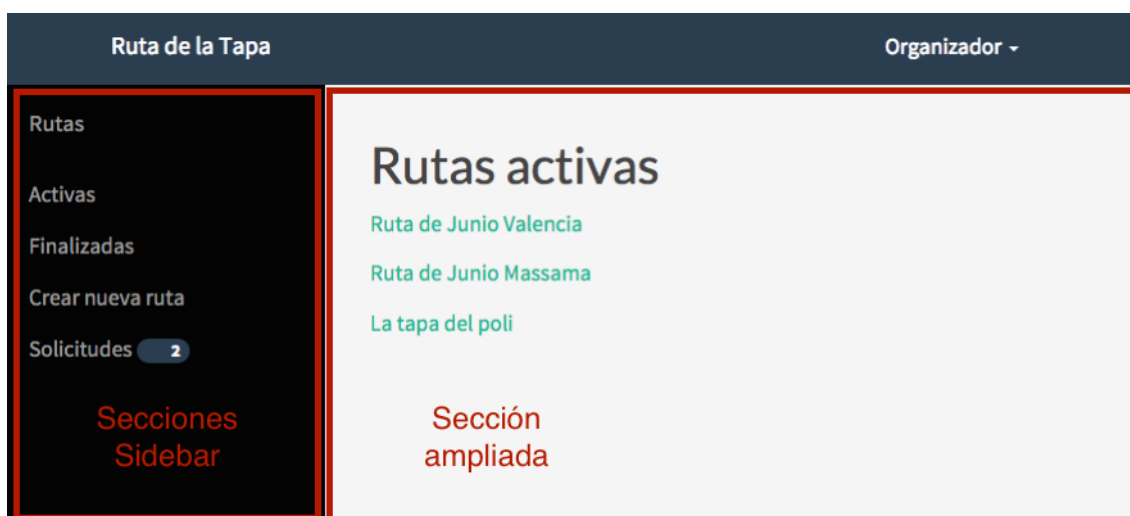 Ruta de la Tapa
Organizador
Rutas
Activas
Finalizadas
Crear nueva ruta
Solicitudes 2
Secciones
Sidebar
Rutas activas
Ruta de Junio Valencia
Ruta de Junio Massama
La tapa del poli
Sección
ampliada